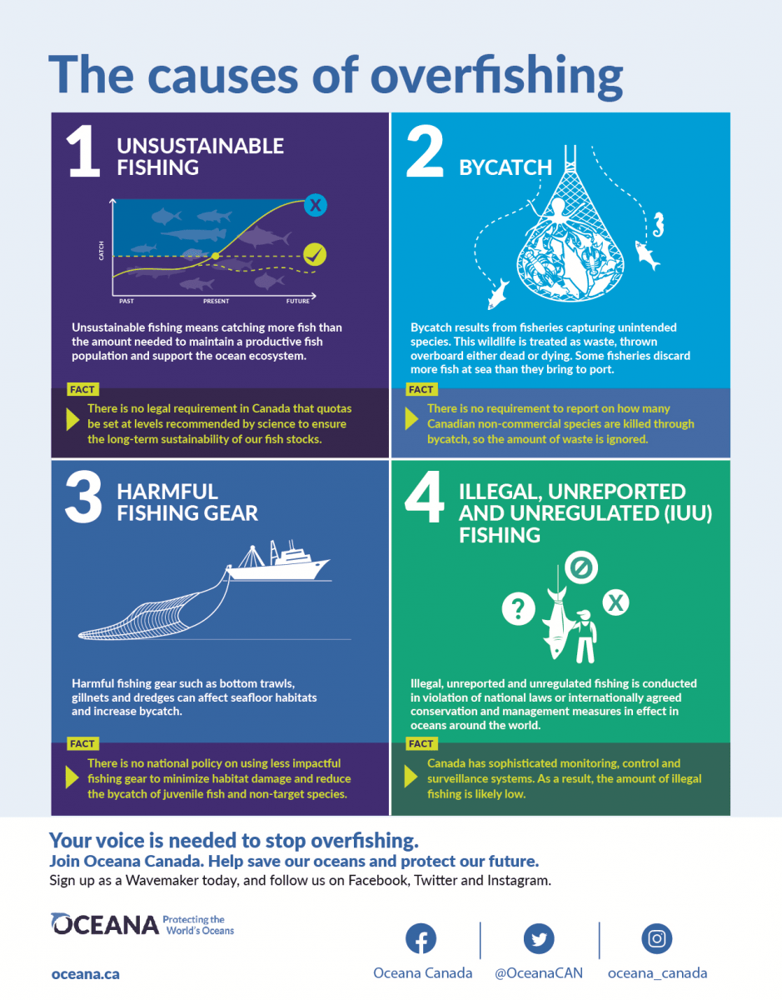 The causes of overfishing
1 UNSUSTAINABLE
FISHING
X
CATCH
PAST PRESENT FUTURE
Unsustainable fishing means catching more fish than
the amount needed to maintain a productive fish
population and support the ocean ecosystem.
FACT
There is no legal requirement in Canada that quotas
be set at levels recommended by science to ensure
the long-term sustainability of our fish stocks.
2 BYCATCH
Bycatch results from fisheries capturing unintended
species. This wildlife is treated as waste, thrown
overboard either dead or dying. Some fisheries discard
more fish at sea than they bring to port.
FACT
There is no requirement to report on how many
Canadian non-commercial species are killed through
bycatch, so the amount of waste is ignored.
3 HARMFUL
FISHING GEAR
Harmful fishing gear such as bottom trawls,
gillnets and dredges can affect seafloor habitats
and increase bycatch.
FACT
There is no national policy on using less impactful
fishing gear to minimize habitat damage and reduce
the bycatch of juvenile fish and non-target species.
4 ILLEGAL, UNREPORTED
AND UNREGULATED (IUU)
FISHING
? X
Illegal, unreported and unregulated fishing is conducted
in violation of national laws or internationally agreed
conservation and management measures in effect in
oceans around the world.
FACT
Canada has sophisticated monitoring, control and
surveillance systems. As a result, the amount of illegal
fishing is likely low.
Your voice is needed to stop overfishing.
Join Oceana Canada. Help save our oceans and protect our future.
Sign up as a Wavemaker today, and follow us on Facebook, Twitter and Instagram.
OCEANA Protecting the
World's Oceans
oceana.ca
Oceana Canada @OceanaCAN oceana_canada